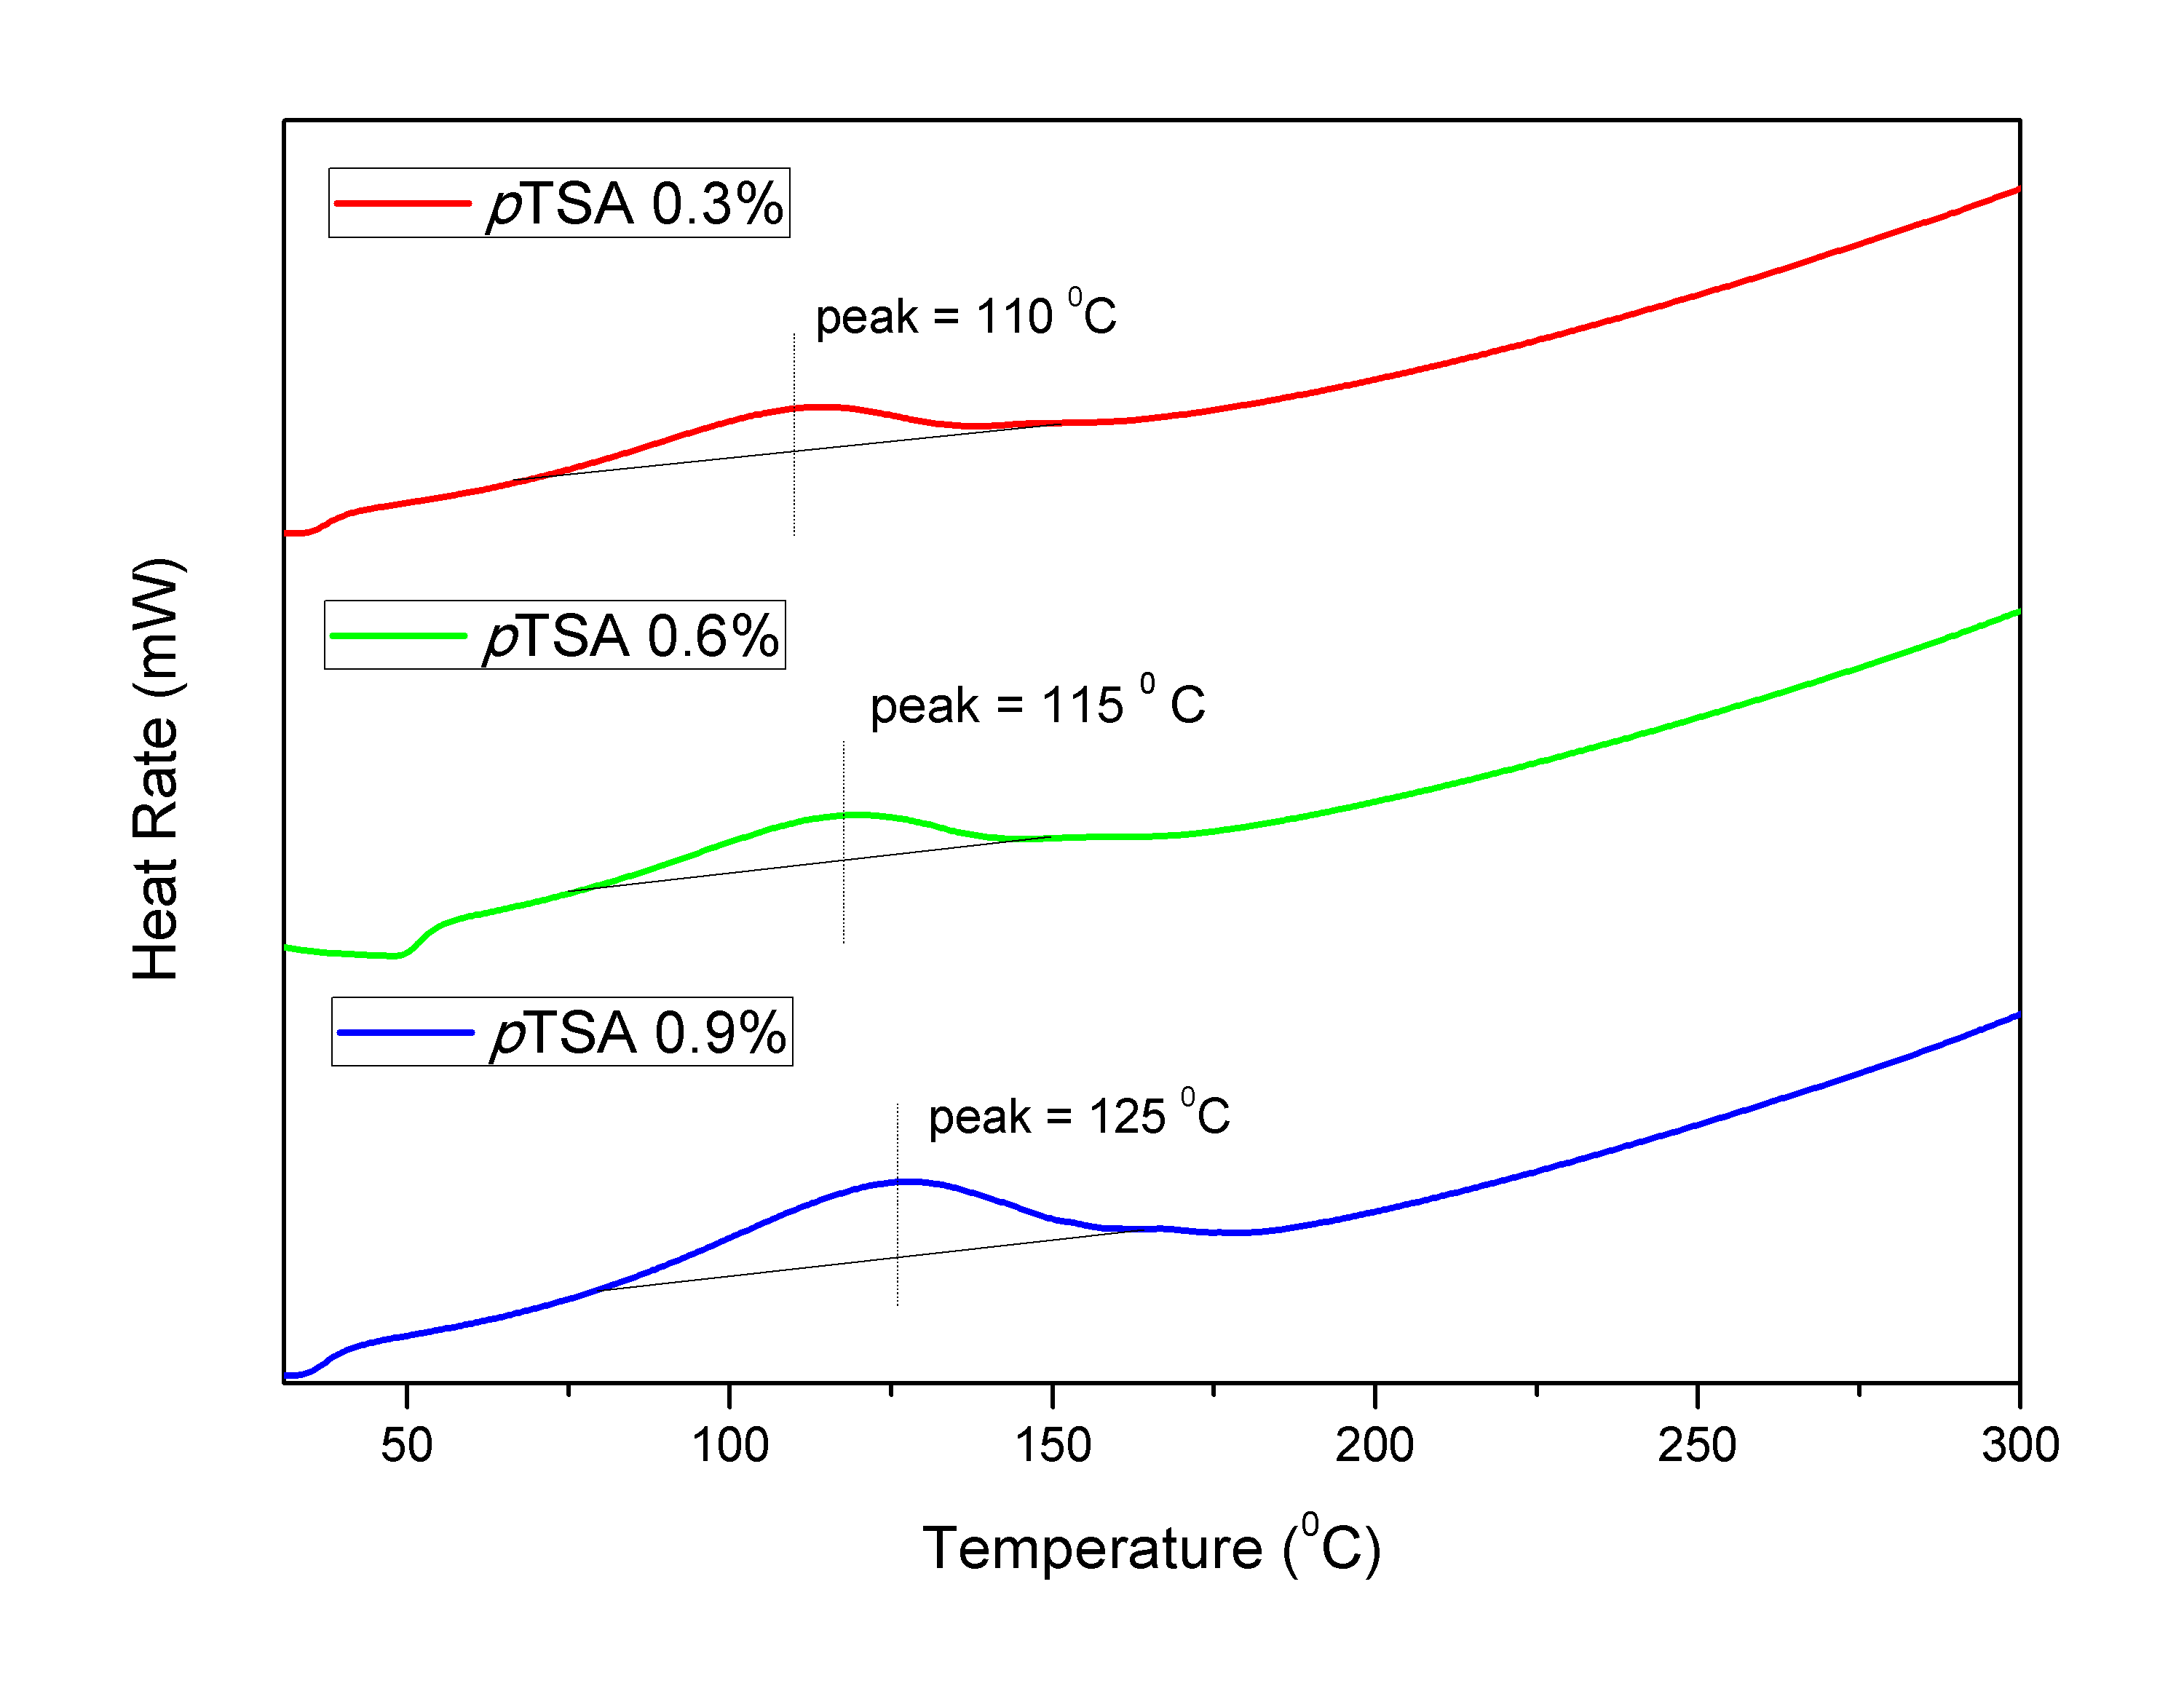 pTSA 0.3%
peak = 110 ⁰C
pTSA 0.6%
peak = 115 ⁰ C
pTSA 0.9%
peak = 125 ⁰C
Heat Rate (mW)
50 100 150 200 250 300
Temperature (⁰C)